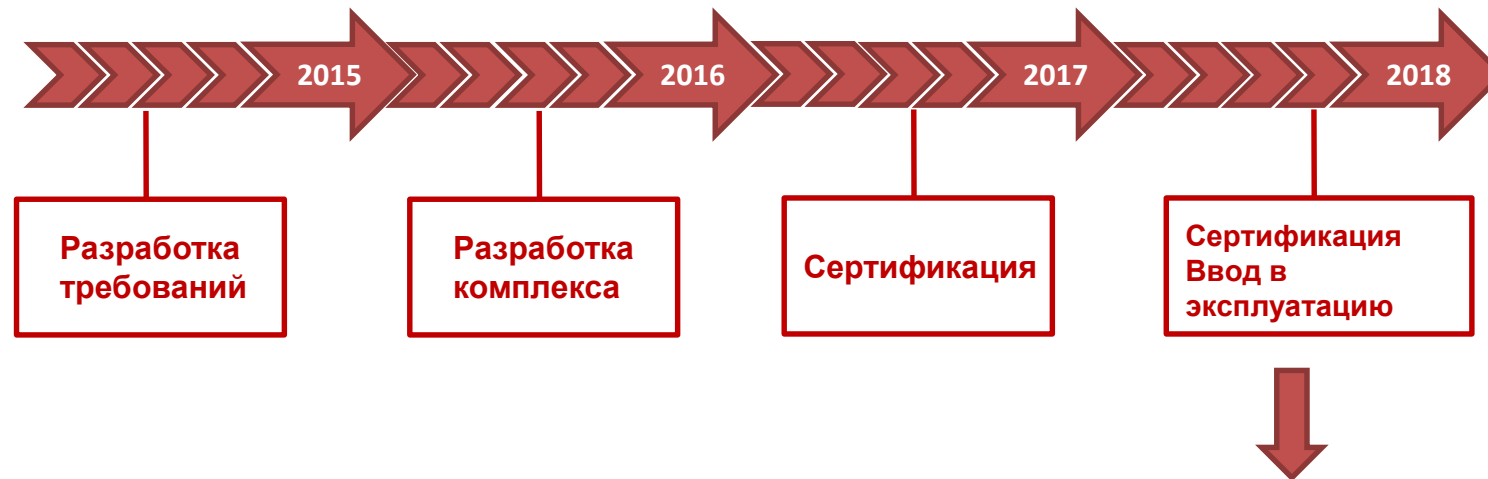 2015
2016
2017
2018
Разработка
требований
Разработка
комплекса
Сертификация
Сертификация
Ввод в
эксплуатацию